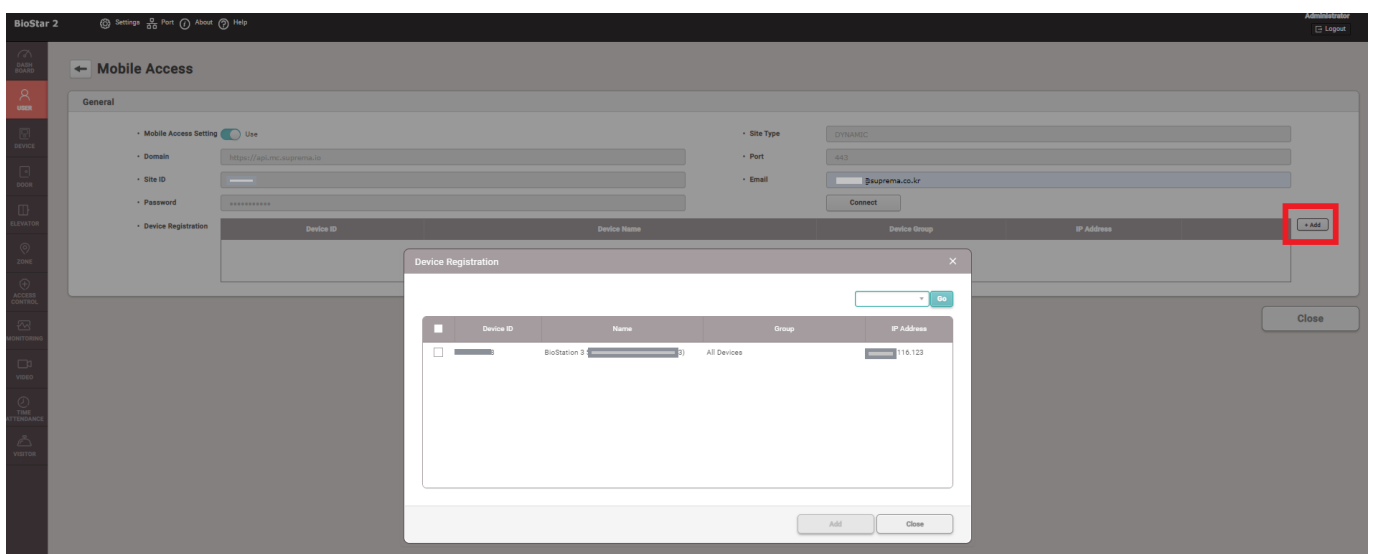 BioStar 2 Settings Port About Help Administrator
Logout
DASH
BOARD
Mobile Access
USER
General
Mobile Access Setting Use Site Type DYNAMIC
DEVICE
Domain https://api.mc.suprema.io Port 443
Site ID Email @suprema.co.kr
DOOR
Password *********** Connect
ELEVATOR
Device Registration Device ID Device Name Device Group IP Address + Add
ZONE
Device Registration
ACCESS
CONTROL
Go
Close
Device ID Name Group IP Address
MONITORING
BioStation 3 3) All Devices 116.123
VIDEO
TIME
ATTENDANCE
VISITOR
Add Close